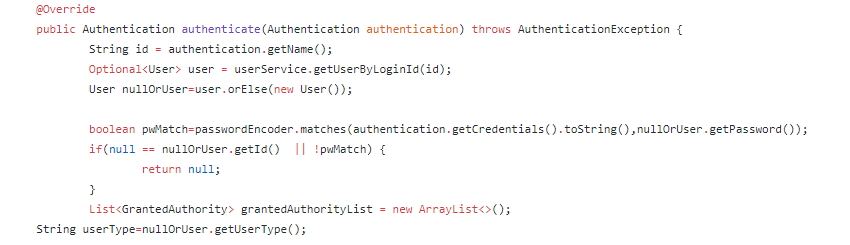 @Override
public Authentication authenticate(Authentication authentication) throws AuthenticationException {
String id = authentication.getName();
Optional<User> user = userService.getUserByLoginId(id);
User nullOrUser=user.orElse(new User());
boolean pwMatch=passwordEncoder.matches(authentication.getCredentials().toString(),nullOrUser.getPassword());
if(null == nullOrUser.getId()  || !pwMatch) {
return null;
}
List<GrantedAuthority> grantedAuthorityList = new ArrayList<>();
String userType=nullOrUser.getUserType();